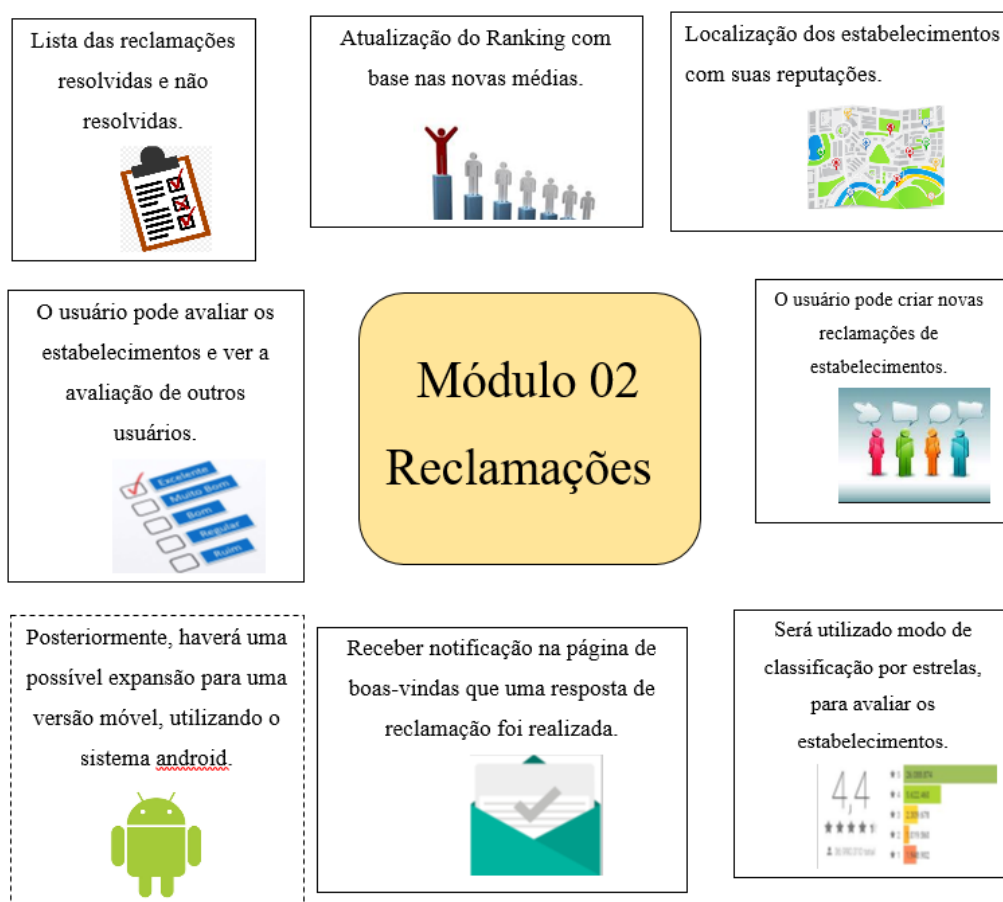 Lista das reclamações
resolvidas e não
resolvidas.
Atualização do Ranking com
base nas novas médias.
Localização dos estabelecimentos
com suas reputações.
O usuário pode avaliar os
estabelecimentos e ver a
avaliação de outros
usuários.
Excelente
Muito Bom
Bom
Regular
Ruim
Módulo 02
Reclamações
O usuário pode criar novas
reclamações de
estabelecimentos.
Posteriormente, haverá uma
possível expansão para uma
versão móvel, utilizando o
sistema android.
Receber notificação na página de
boas-vindas que uma resposta de
reclamação foi realizada.
Será utilizado modo de
classificação por estrelas,
para avaliar os
estabelecimentos.
4,4